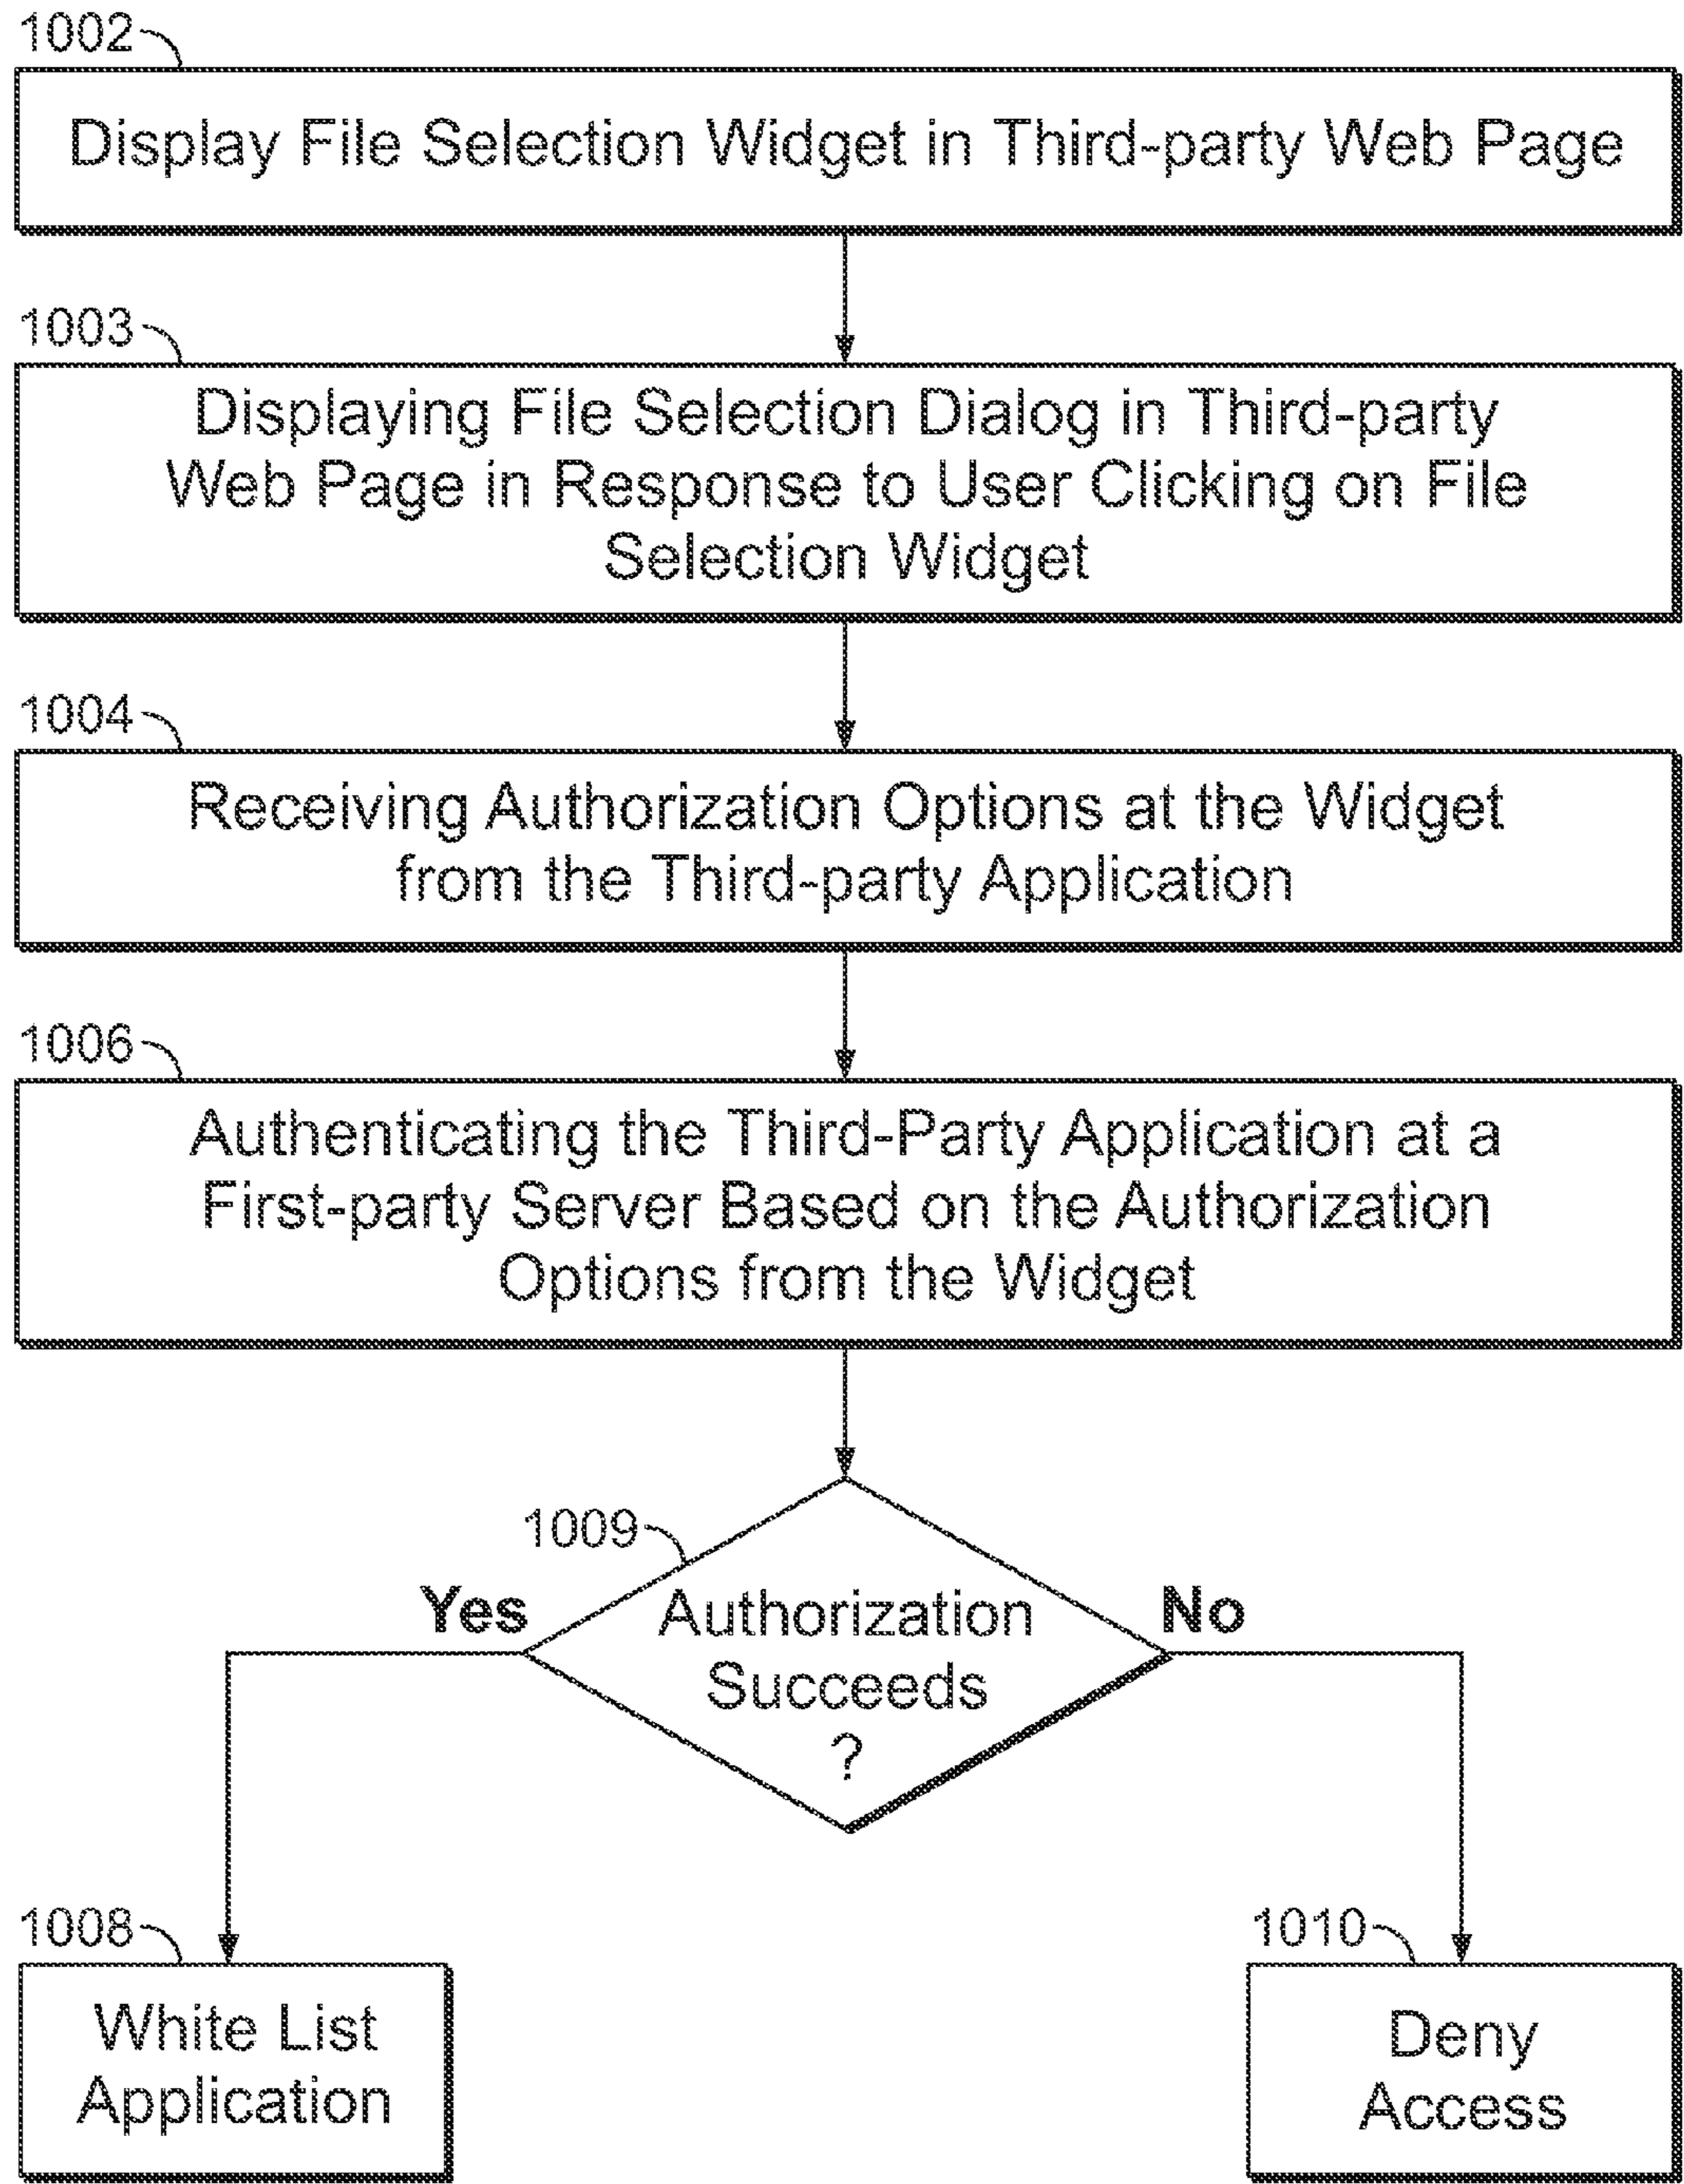 1002
Display File Selection Widget in Third-party Web Page
1003
Displaying File Selection Dialog in Third-party
Web Page in Response to User Clicking on File
Selection Widget
1004
Receiving Authorization Options at the Widget
from the Third-party Application
1006
Authenticating the Third-Party Application at a
First-party Server Based on the Authorization
Options from the Widget
1009
Yes
Authorization
Succeeds
?
No
1008
White List
Application
1010
Deny
Access